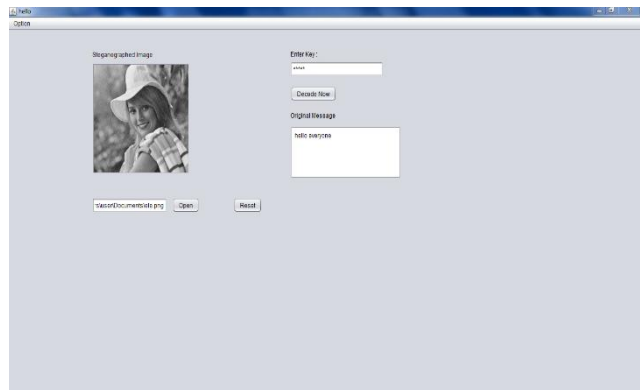 hello
Option
Steganographed Image
Enter Key :
*****
Decode Now
Original Message
hello everyone
Open
Reset